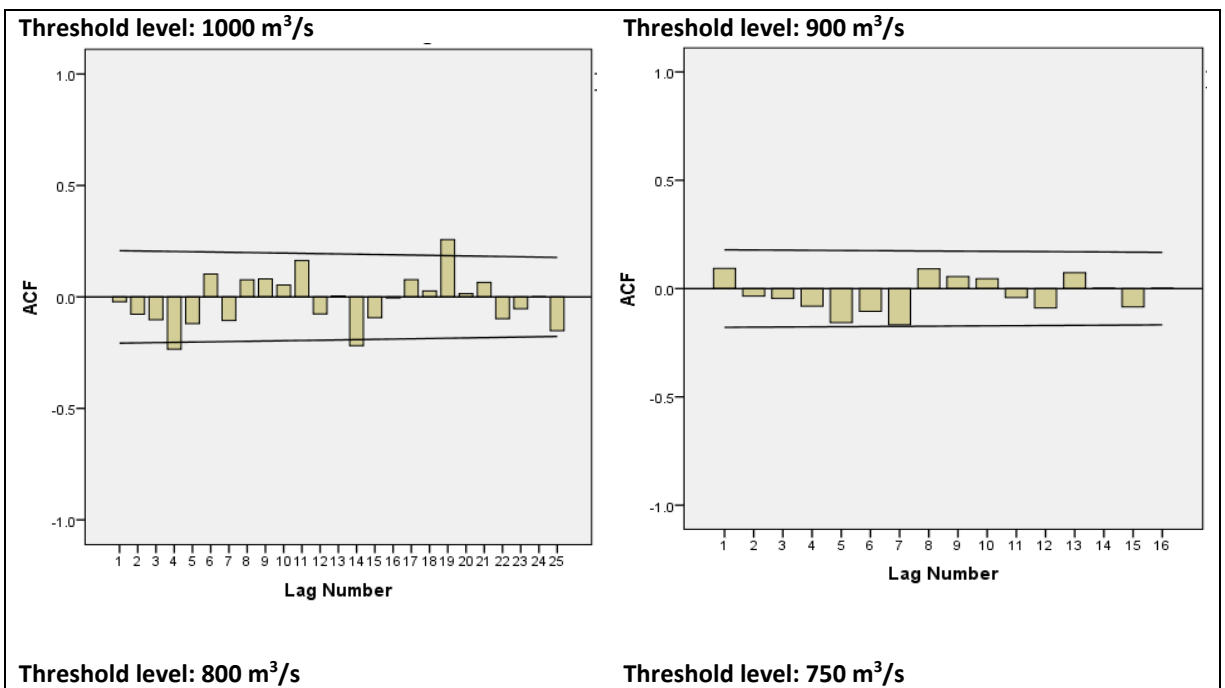 Threshold level: 1000 m³/s
1.0
0.5
0.0
-0.5
-1.0
ACF
1 2 3 4 5 6 7 8 9 10 11 12 13 14 15 16 17 18 19 20 21 22 23 24 25
Lag Number
Threshold level: 900 m³/s
1.0
0.5
0.0
-0.5
-1.0
ACF
1 2 3 4 5 6 7 8 9 10 11 12 13 14 15 16
Lag Number
Threshold level: 800 m³/s
Threshold level: 750 m³/s